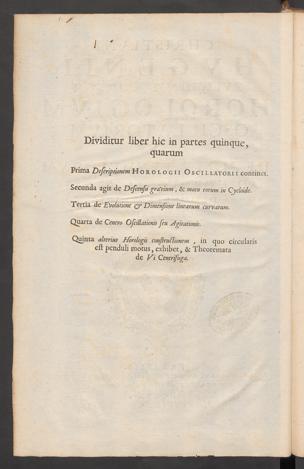 Dividitur liber hic in partes quinque,
quarum
Prima Descriptionem HOROLOGII OSCILLATORII continet.
Secunda agit de Descensu gravium, & motu eorum in Cycloide.
Tertia de Evolutione & Dimensione linearum curvarum.
Quarta de Centro Oscillationis seu Agitationis.
Quinta alterius Horologii constructionem, in quo circularis
est penduli motus, exhibet, & Theoremata
de Vi Centrifuga.